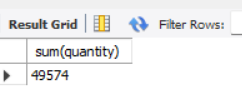 Result Grid Filter Rows:
sum(quantity)
49574